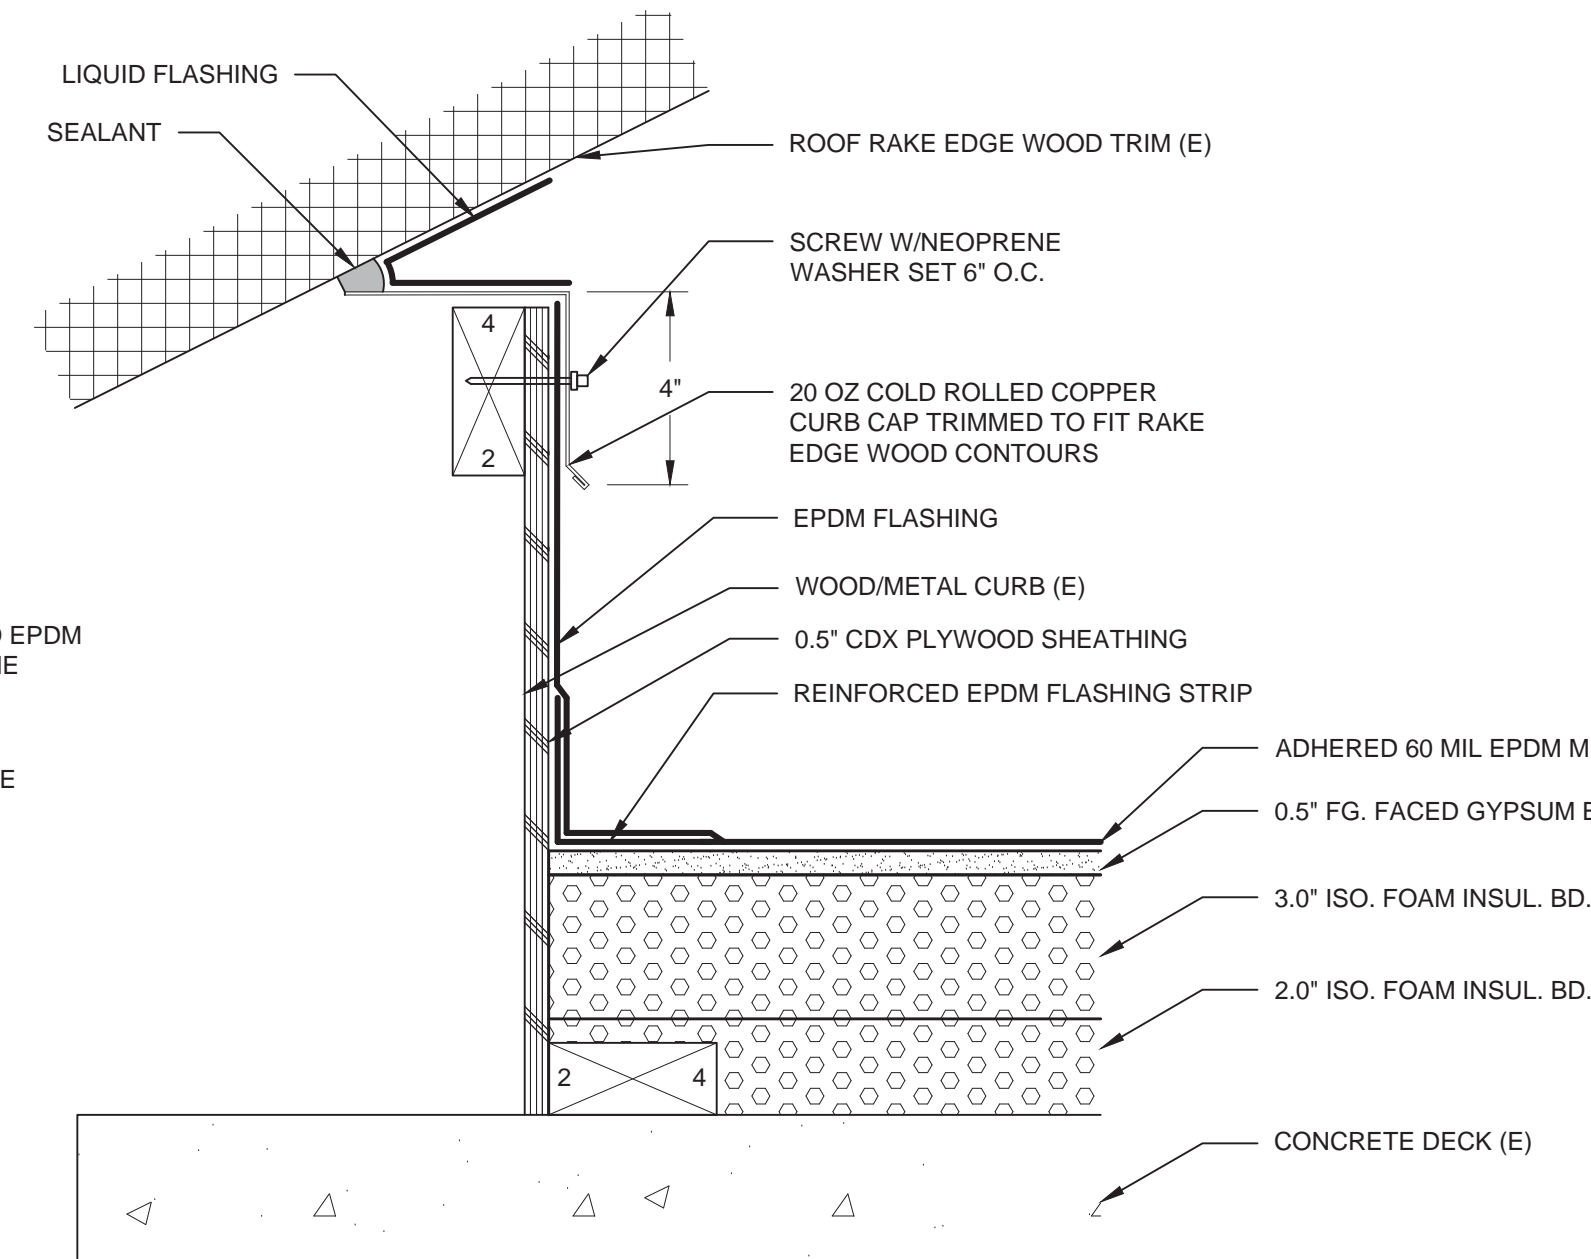 LIQUID FLASHING
SEALANT
ROOF RAKE EDGE WOOD TRIM (E)
SCREW W/NEOPRENE
WASHER SET 6" O.C.
4
4"
20 OZ COLD ROLLED COPPER
CURB CAP TRIMMED TO FIT RAKE
EDGE WOOD CONTOURS
2
EPDM FLASHING
WOOD/METAL CURB (E)
EPDM
0.5" CDX PLYWOOD SHEATHING
REINFORCED EPDM FLASHING STRIP
ADHERED 60 MIL EPDM
0.5" FG. FACED GYPSUM
3.0" ISO. FOAM INSUL. BD.
2.0" ISO. FOAM INSUL. BD.
2 4
CONCRETE DECK (E)